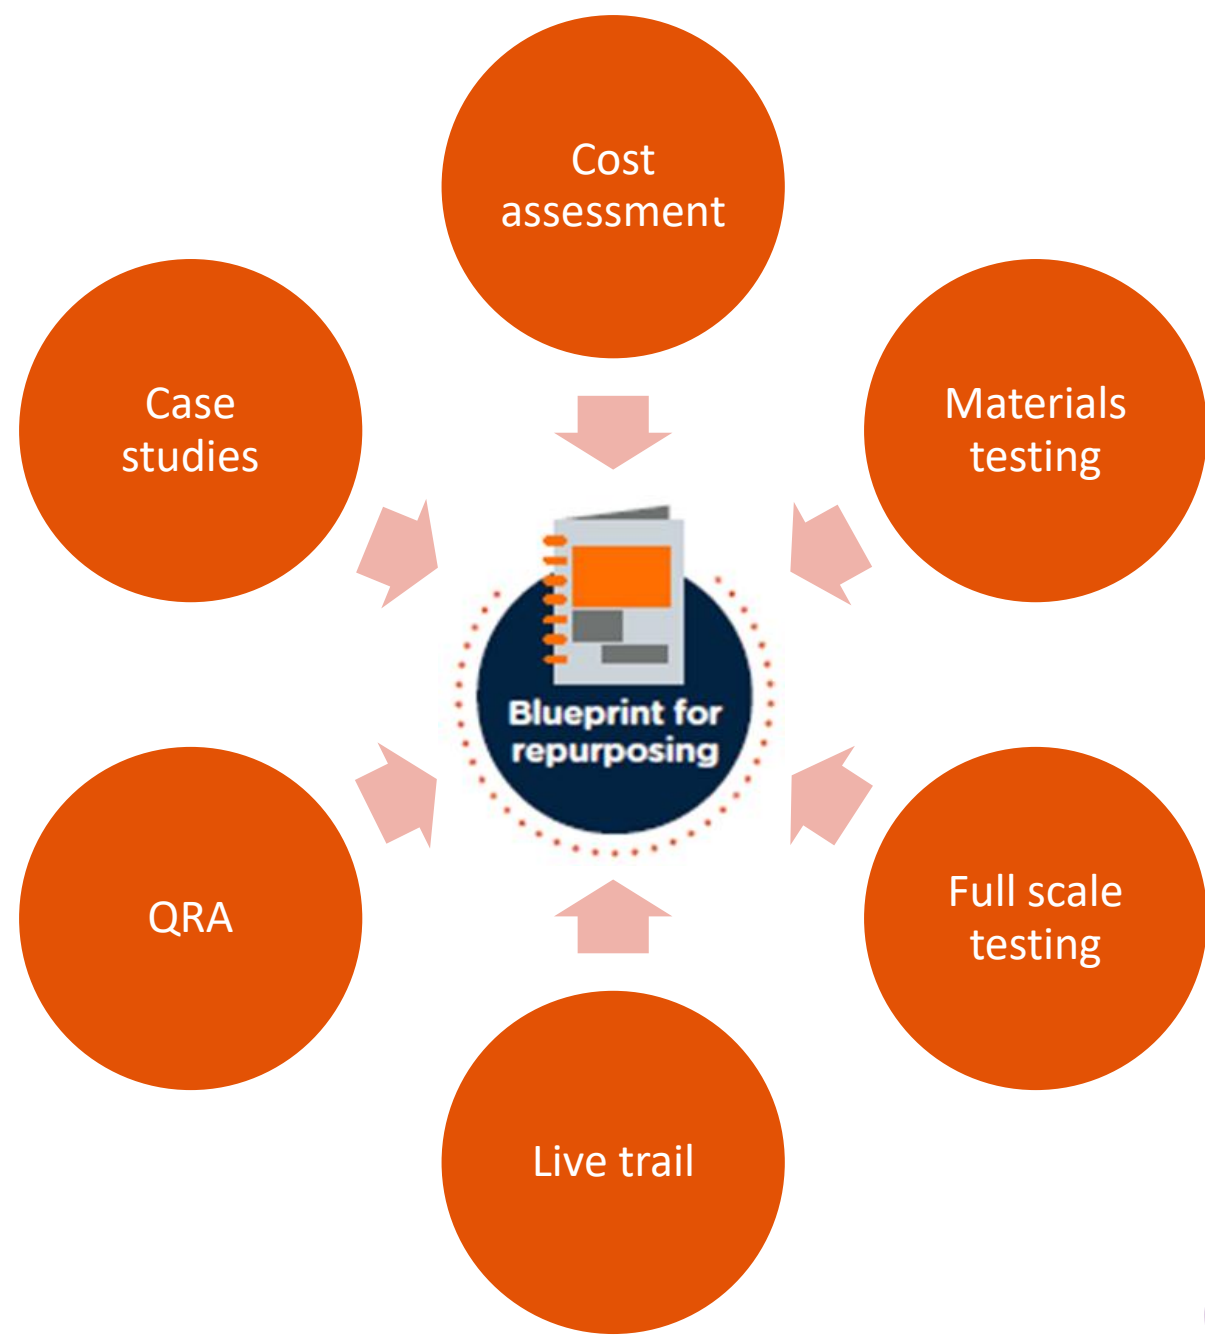 Cost
assessment
Case
studies
Materials
testing
Blueprint for
repurposing
QRA
Full scale
testing
Live trail